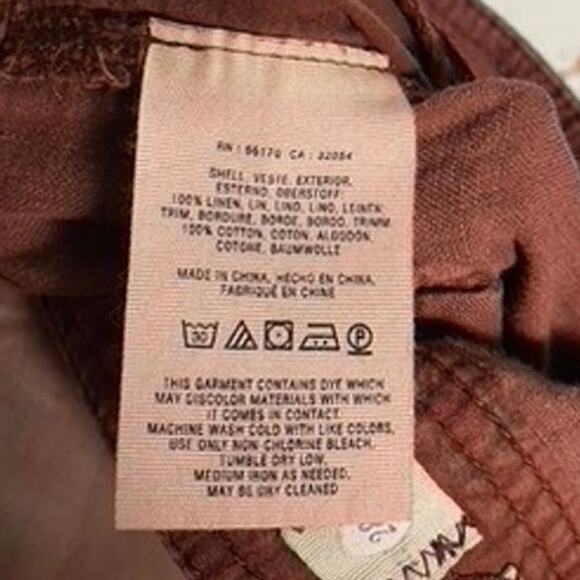 RN : 66170 CA : 32054
SHELL, VESTE, EXTERIOR,
ESTERNO, OBERSTOFF:
100% LINEN, LIN, LINO, LINO, LEINEN
TRIM, BORDURE, BORDE, BORDO, TRIMM
100% COTTON, COTON, ALGODON,
COTONE, BAUMWOLLE
MADE IN CHINA, HECHO EN CHINA,
FABRIQUÉ EN CHINE
30 P
THIS GARMENT CONTAINS DYE WHICH
MAY DISCOLOR MATERIALS WITH WHICH
IT COMES IN CONTACT.
MACHINE WASH COLD WITH LIKE COLORS,
USE ONLY NON-CHLORINE BLEACH,
TUMBLE DRY LOW,
MEDIUM IRON AS NEEDED,
MAY BE DRY CLEANED